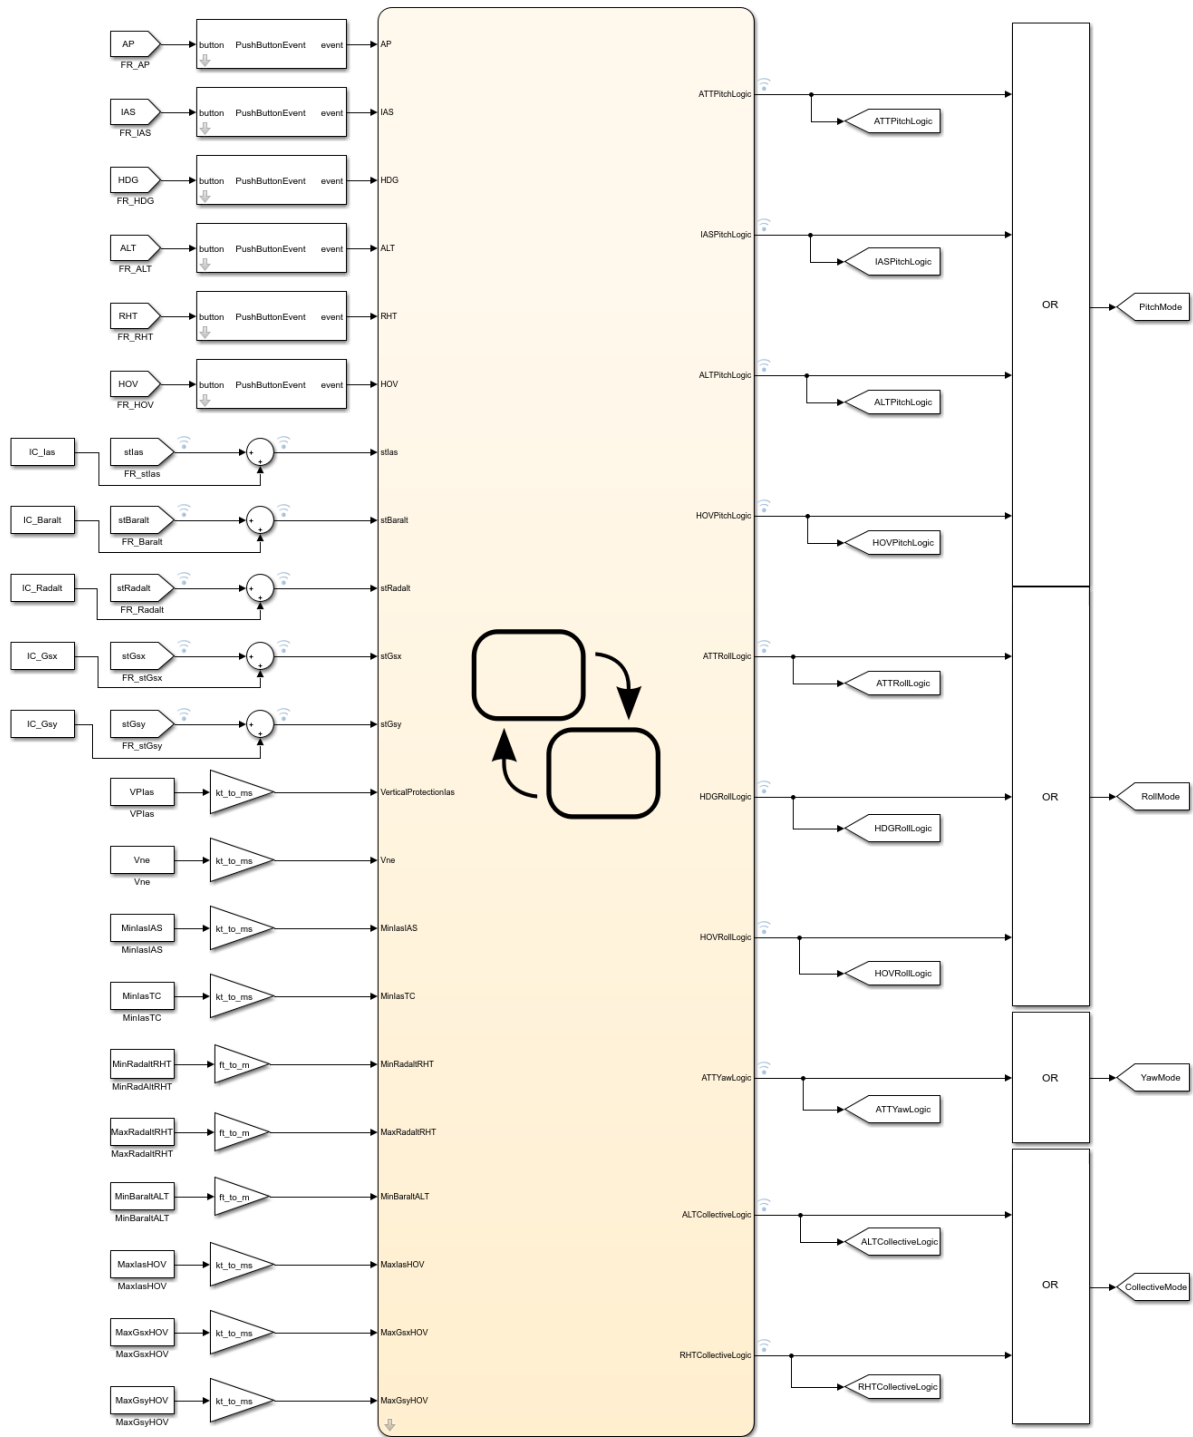 AP
FR_AP
button PushButtonEvent event
AP
IAS
FR_IAS
button PushButtonEvent event
IAS
HDG
FR_HDG
button PushButtonEvent event
HDG
ALT
FR_ALT
button PushButtonEvent event
ALT
RHT
FR_RHT
button PushButtonEvent event
RHT
HOV
FR_HOV
button PushButtonEvent event
HOV
IC_Ias
stIas
FR_stIas
+
+
stIas
IC_Baralt
stBaralt
FR_Baralt
+
+
stBaralt
IC_Radalt
stRadalt
FR_Radalt
+
+
stRadalt
IC_Gsx
stGsx
FR_stGsx
+
+
stGsx
IC_Gsy
stGsy
FR_stGsy
+
+
stGsy
VPIas
VPIas
kt_to_ms
VerticalProtectionIas
Vne
Vne
kt_to_ms
Vne
MinIasIAS
MinIasIAS
kt_to_ms
MinIasIAS
MinIasTC
MinIasTC
kt_to_ms
MinIasTC
MinRadaltRHT
MinRadAltRHT
ft_to_m
MinRadaltRHT
MaxRadaltRHT
MaxRadaltRHT
ft_to_m
MaxRadaltRHT
MinBaraltALT
MinBaraltALT
ft_to_m
MinBaraltALT
MaxIasHOV
MaxIasHOV
kt_to_ms
MaxIasHOV
MaxGsxHOV
MaxGsxHOV
kt_to_ms
MaxGsxHOV
MaxGsyHOV
MaxGsyHOV
kt_to_ms
MaxGsyHOV
ATTPitchLogic
ATTPitchLogic
IASPitchLogic
IASPitchLogic
ALTPitchLogic
ALTPitchLogic
HOVPitchLogic
HOVPitchLogic
OR
PitchMode
ATTRollLogic
ATTRollLogic
HDGRollLogic
HDGRollLogic
HOVRollLogic
HOVRollLogic
OR
RollMode
ATTYawLogic
ATTYawLogic
OR
YawMode
ALTCollectiveLogic
ALTCollectiveLogic
RHTCollectiveLogic
RHTCollectiveLogic
OR
CollectiveMode